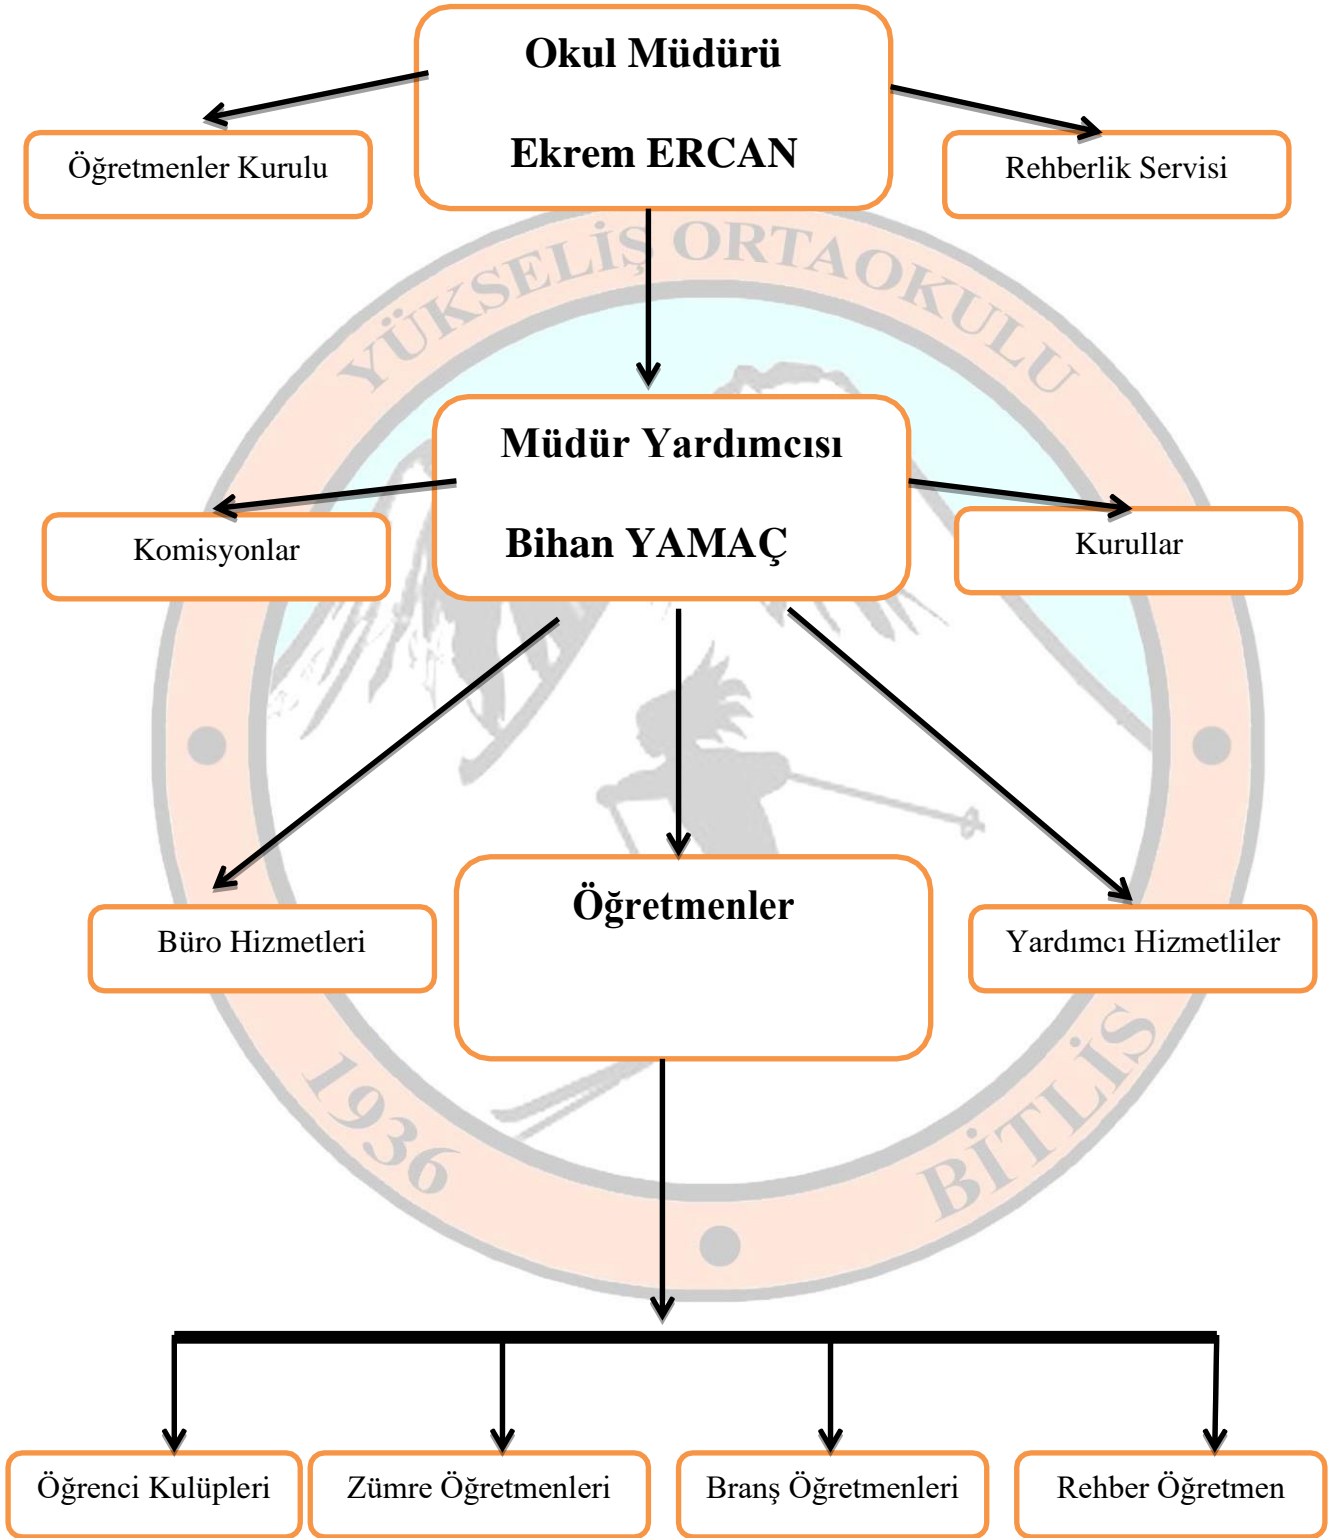 Okul Müdürü
Ekrem ERCAN
Öğretmenler Kurulu
Rehberlik Servisi
YÜKSELİŞ ORTAOKULU
Müdür Yardımcısı
Bihan YAMAÇ
Komisyonlar
Kurullar
Öğretmenler
Büro Hizmetleri
Yardımcı Hizmetliler
1936
BİTLİS
Öğrenci Kulüpleri
Zümre Öğretmenleri
Branş Öğretmenleri
Rehber Öğretmen